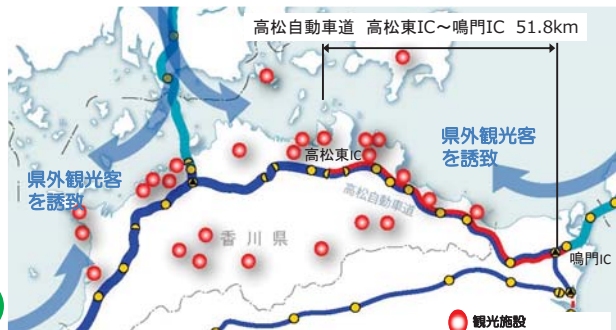 高松自動車道 高松東IC～鳴門IC 51.8km
県外観光客
を誘致
高松東IC
県外観光客
を誘致
高松自動車道
香川県
鳴門IC
観光施設